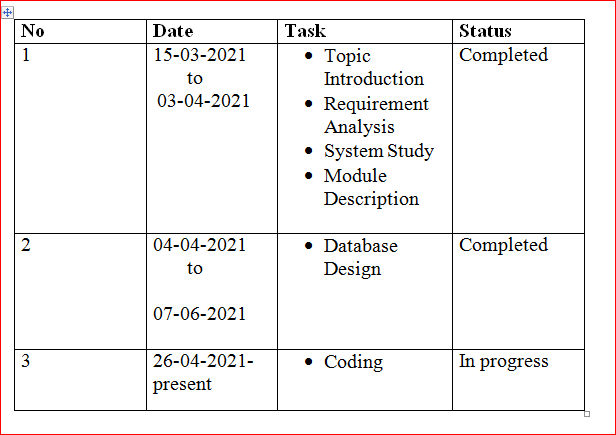 No Date Task Status
1 15-03-2021 • Topic Completed
to Introduction
03-04-2021 • Requirement
Analysis
• System Study
• Module
Description
2 04-04-2021 • Database Completed
to Design
07-06-2021
3 26-04-2021- • Coding In progress
present